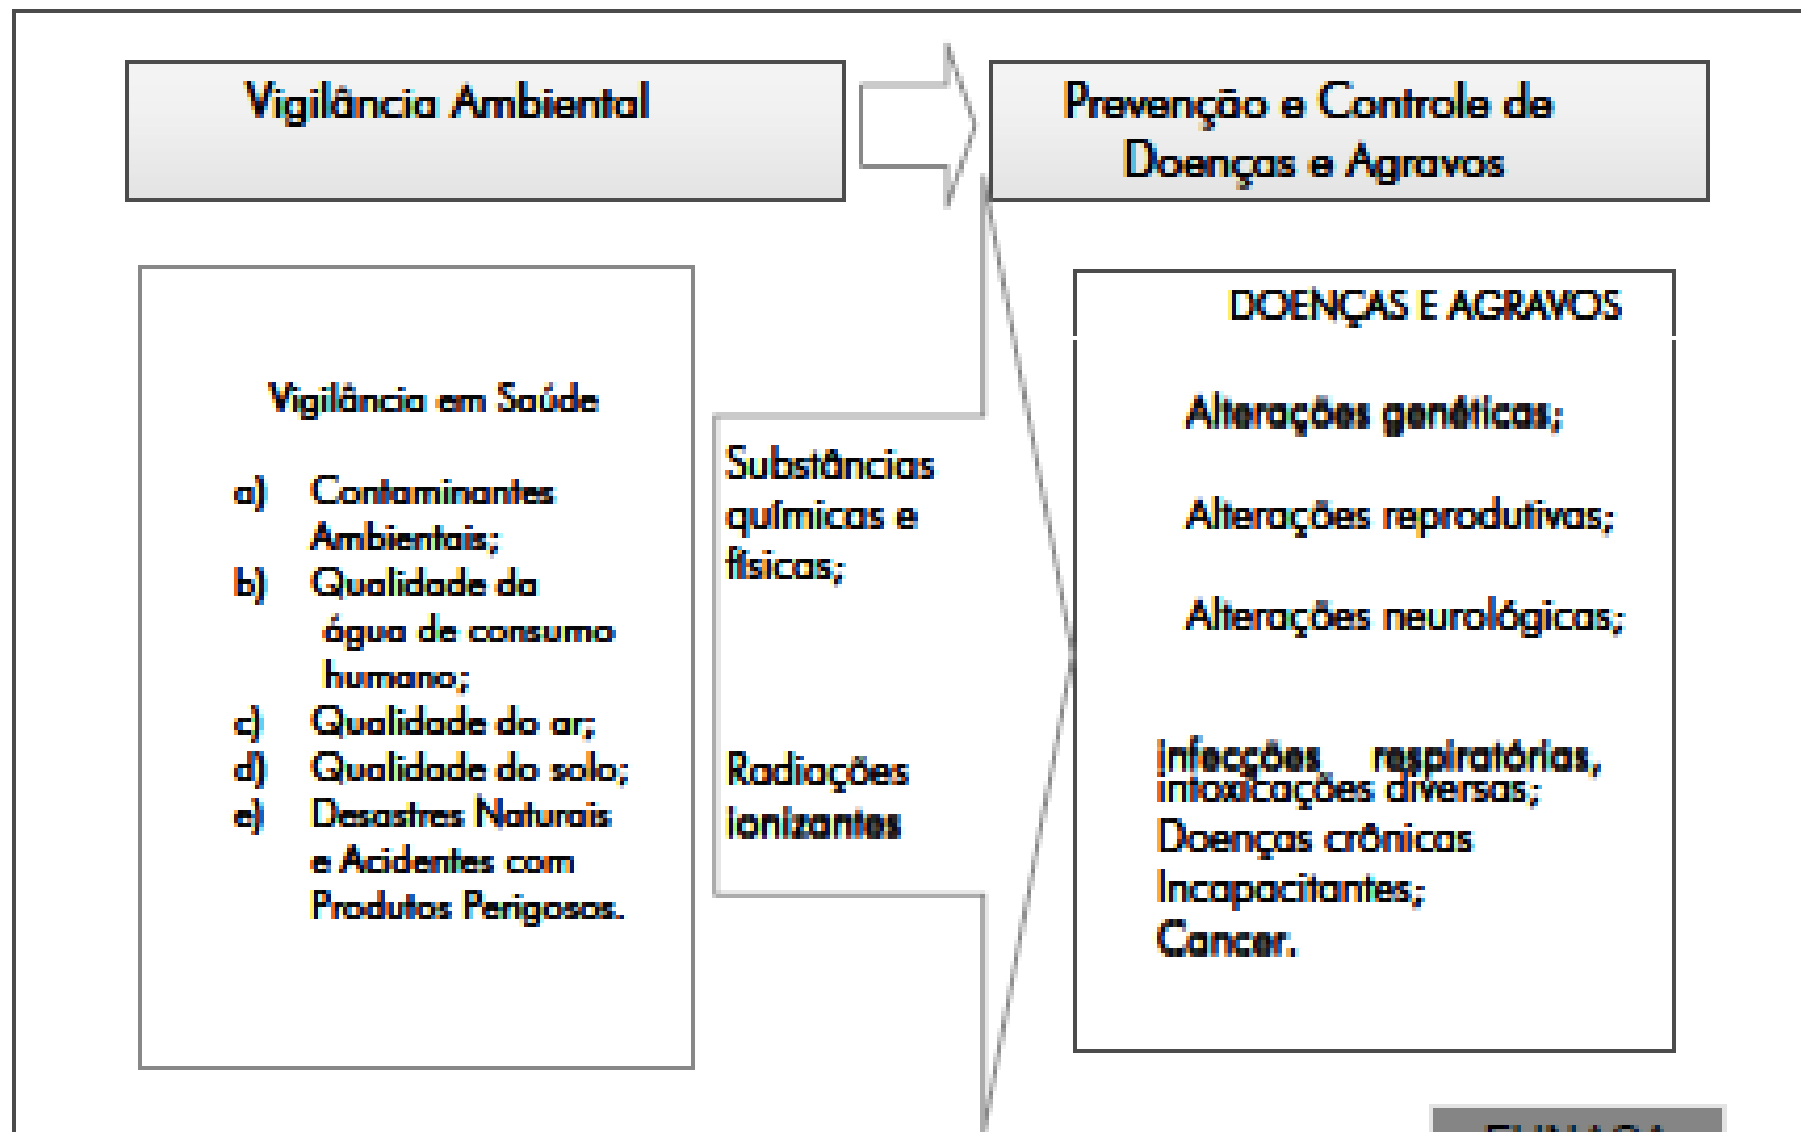 Vigilância Ambiental
Prevenção e Controle de
Doenças e Agravos
Vigilância em Saúde
a) Contaminantes
Ambientais;
b) Qualidade da
água de consumo
humano;
c) Qualidade do ar;
d) Qualidade do solo;
e) Desastres Naturais
e Acidentes com
Produtos Perigosos.
Substâncias
químicas e
físicas;
Radiações
ionizantes
DOENÇAS E AGRAVOS
Alterações genéticas;
Alterações reprodutivas;
Alterações neurológicas;
infecções respiratórias,
intoxicações diversas;
Doenças crônicas
Incapacitantes;
Cancer.